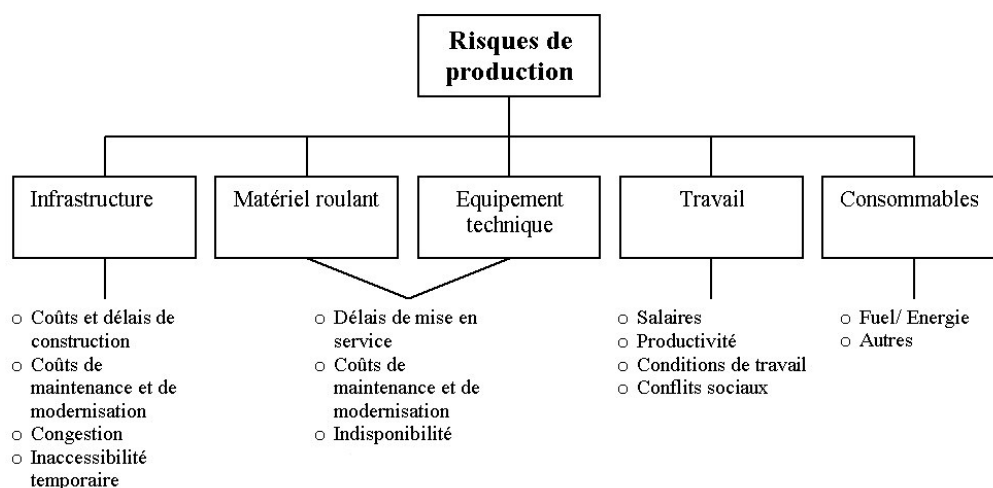 Risques de
production
Infrastructure
Matériel roulant
Equipement
technique
Travail
Consommables
○ Coûts et délais de
construction
○ Coûts de
maintenance et de
modernisation
○ Congestion
○ Inaccessibilité
temporaire
○ Délais de mise en
service
○ Coûts de
maintenance et de
modernisation
○ Indisponibilité
○ Salaires
○ Productivité
○ Conditions de travail
○ Conflits sociaux
○ Fuel/ Energie
○ Autres